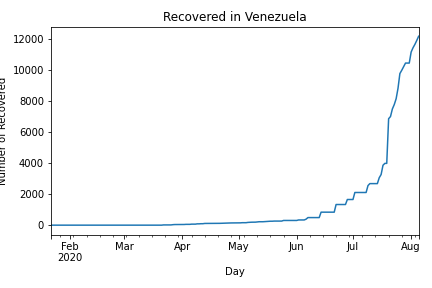 Recovered in Venezuela
12000
10000
8000
6000
4000
2000
0
Number of Recovered
Feb
2020
Mar
Apr
May
Jun
Jul
Aug
Day